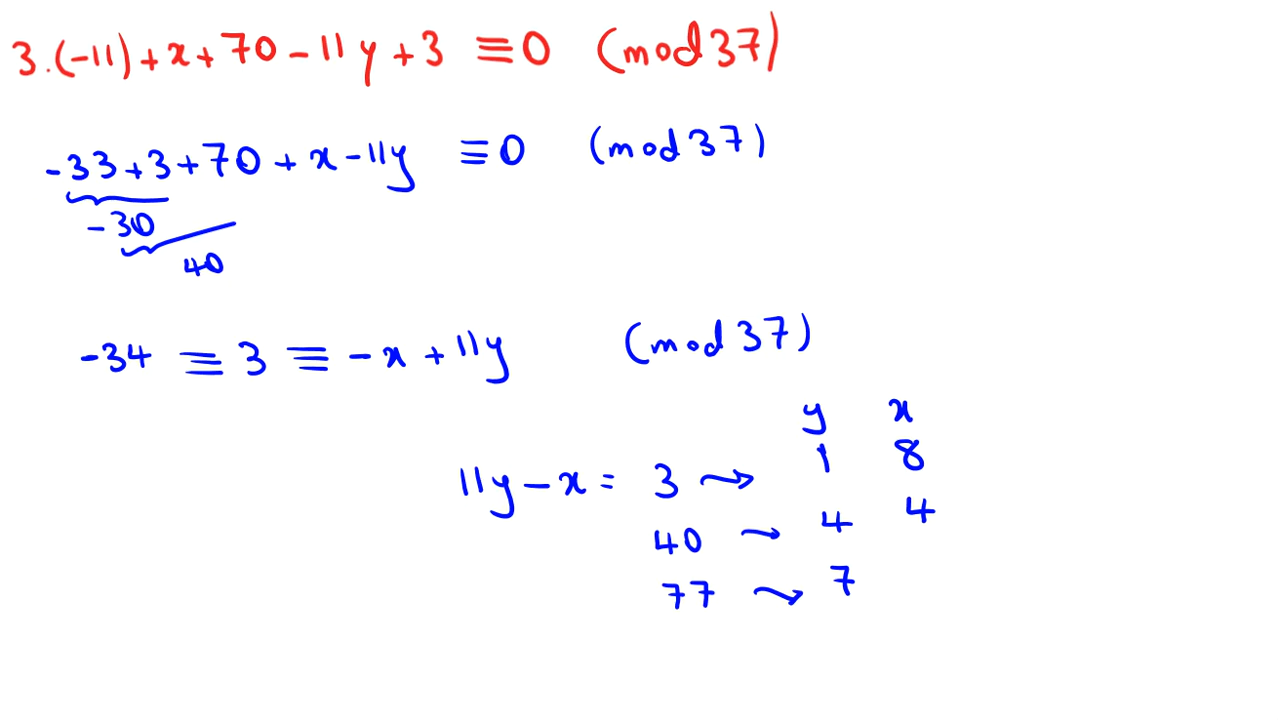 3.(-11)+x+70-11y+3 ≡0 (mod37)
-33+3+70+x-11y ≡0 (mod37)
-30
40
-34 ≡ 3 ≡ -x+11y (mod37)
y x
1 8
11y-x= 3 ⤳
40 ⤳ 4 4
77 ⤳ 7